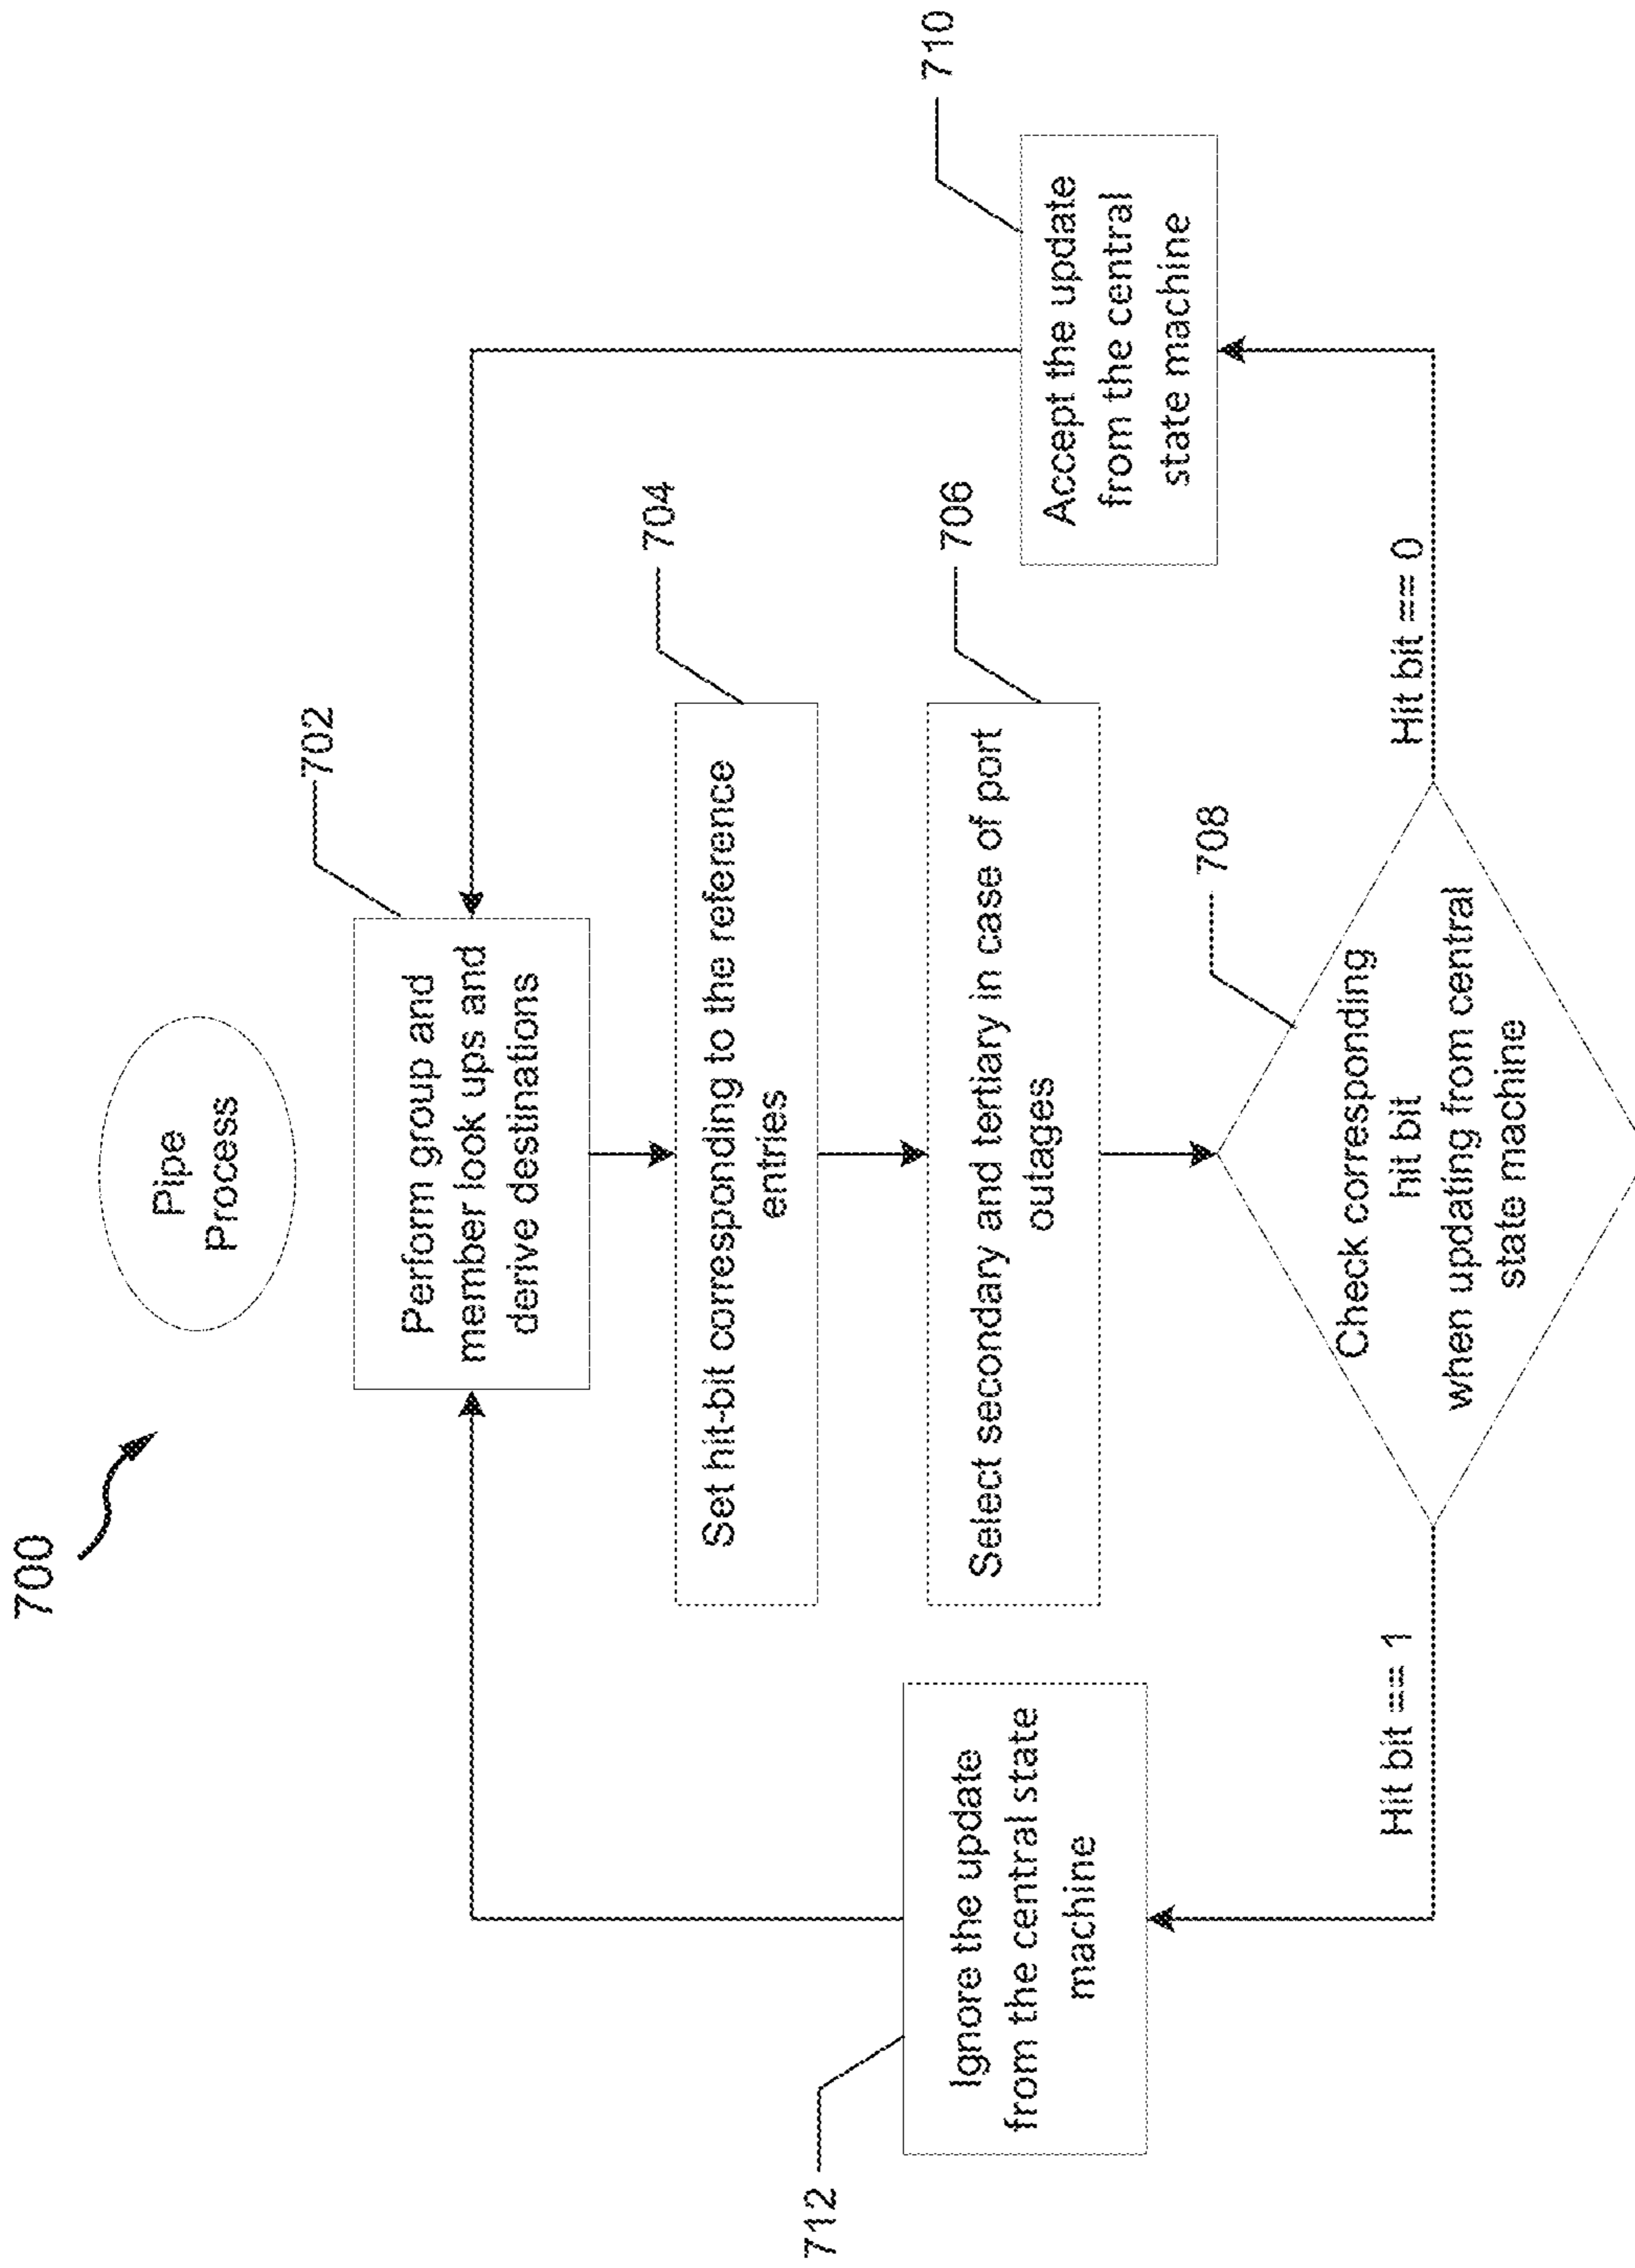 700
Pipe
Process
702
Perform group and
member look ups and
derive destinations
704
Set hit-bit corresponding to the reference
entries
706
Select secondary and tertiary in case of port
outages
708
Check corresponding
hit bit
when updating from central
state machine
Hit bit == 1
Hit bit == 0
712
Ignore the update
from the central state
machine
710
Accept the update
from the central
state machine